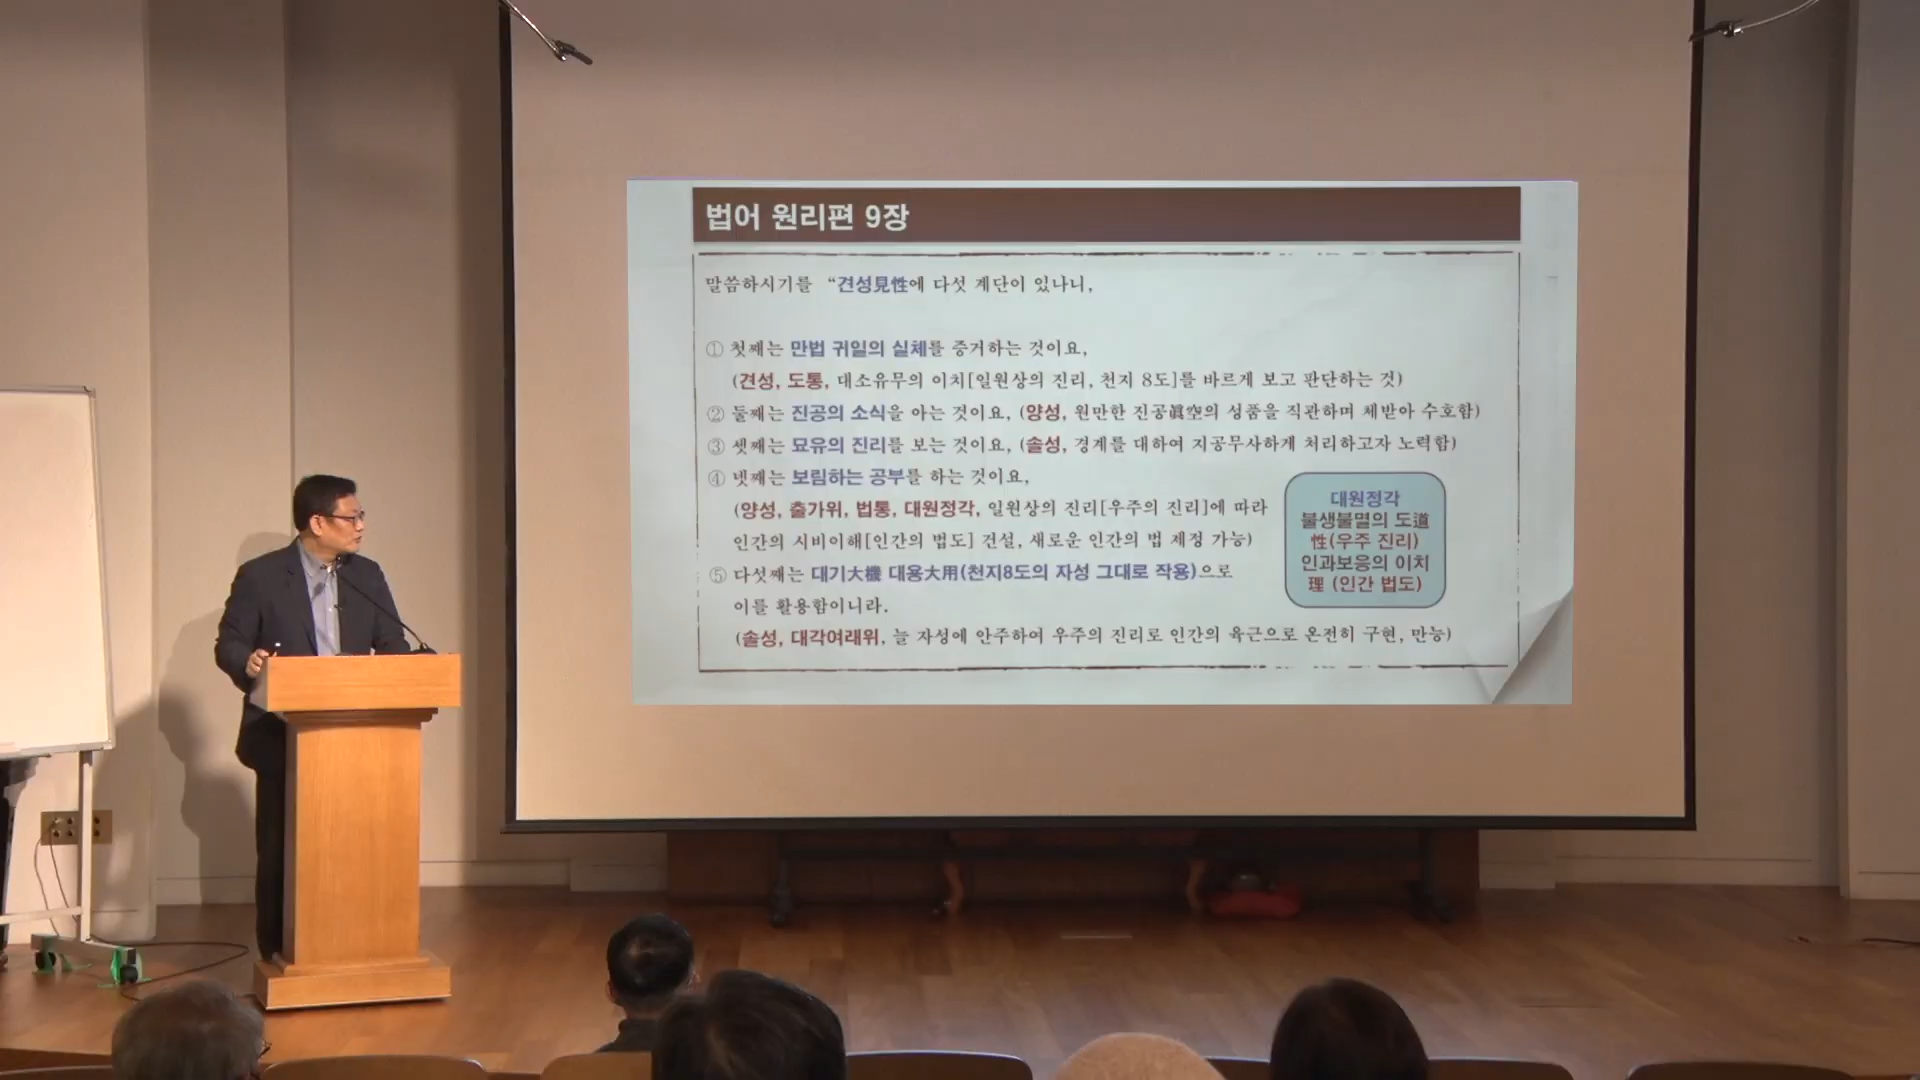 법어 원리편 9장
말씀하시기를 “견성見性에 다섯 계단이 있나니,
① 첫째는 만법 귀일의 실체를 증거하는 것이요,
(견성, 도통, 대소유무의 이치[일원상의 진리, 천지 8도]를 바르게 보고 판단하는 것)
② 둘째는 진공의 소식을 아는 것이요, (양성, 원만한 진공眞空의 성품을 직관하며 체받아 수호함)
③ 셋째는 묘유의 진리를 보는 것이요, (솔성, 경계를 대하여 지공무사하게 처리하고자 노력함)
④ 넷째는 보림하는 공부를 하는 것이요,
(양성, 출가위, 법통, 대원정각, 일원상의 진리[우주의 진리]에 따라
인간의 시비이해[인간의 법도] 건설, 새로운 인간의 법 제정 가능)
⑤ 다섯째는 대기大機 대용大用(천지8도의 자성 그대로 작용)으로
이를 활용함이니라.
(솔성, 대각여래위, 늘 자성에 안주하여 우주의 진리로 인간의 육근으로 온전히 구현, 만능)
대원정각
불생불멸의 도道
性(우주 진리)
인과보응의 이치
理 (인간 법도)